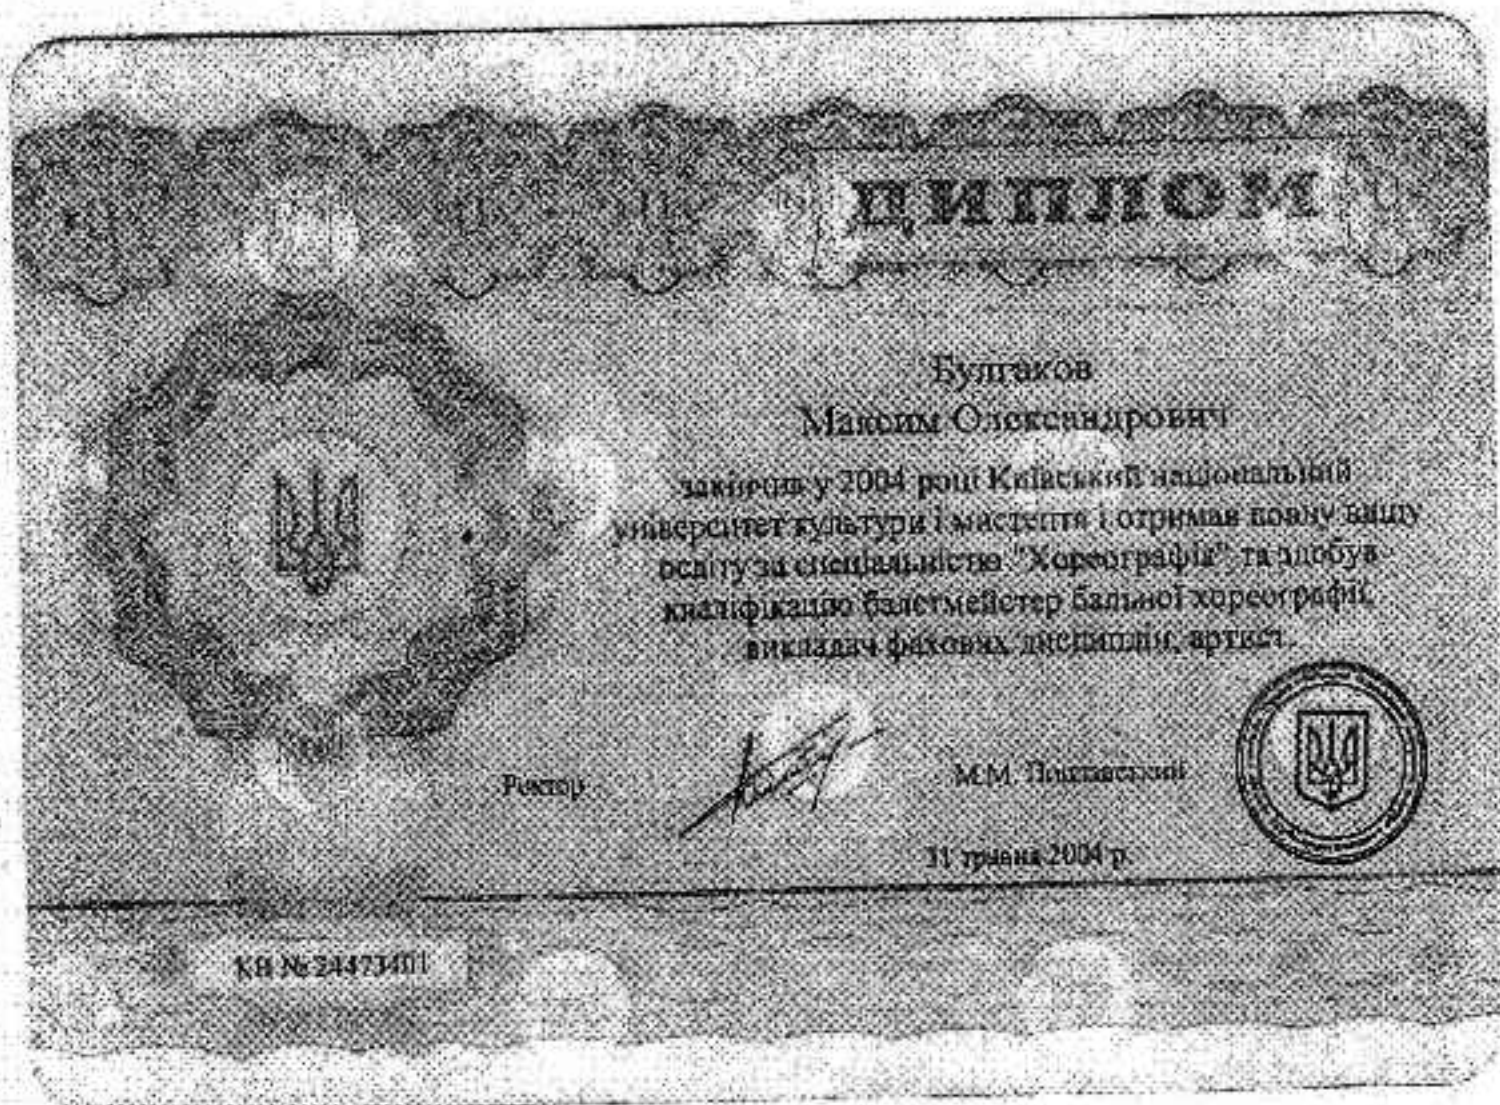 ДИПЛОМ
Булгаков
Максим Олександрович
закінчив у 2004 році Київський національний
університет культури і мистецтв і отримав повну вищу
освіту за спеціальністю "Хореографія" та здобув
кваліфікацію балетмейстер бальної хореографії,
викладач фахових дисциплін, артист.
Ректор
М.М.
31 травня 2004 р.
КВ № 24473401